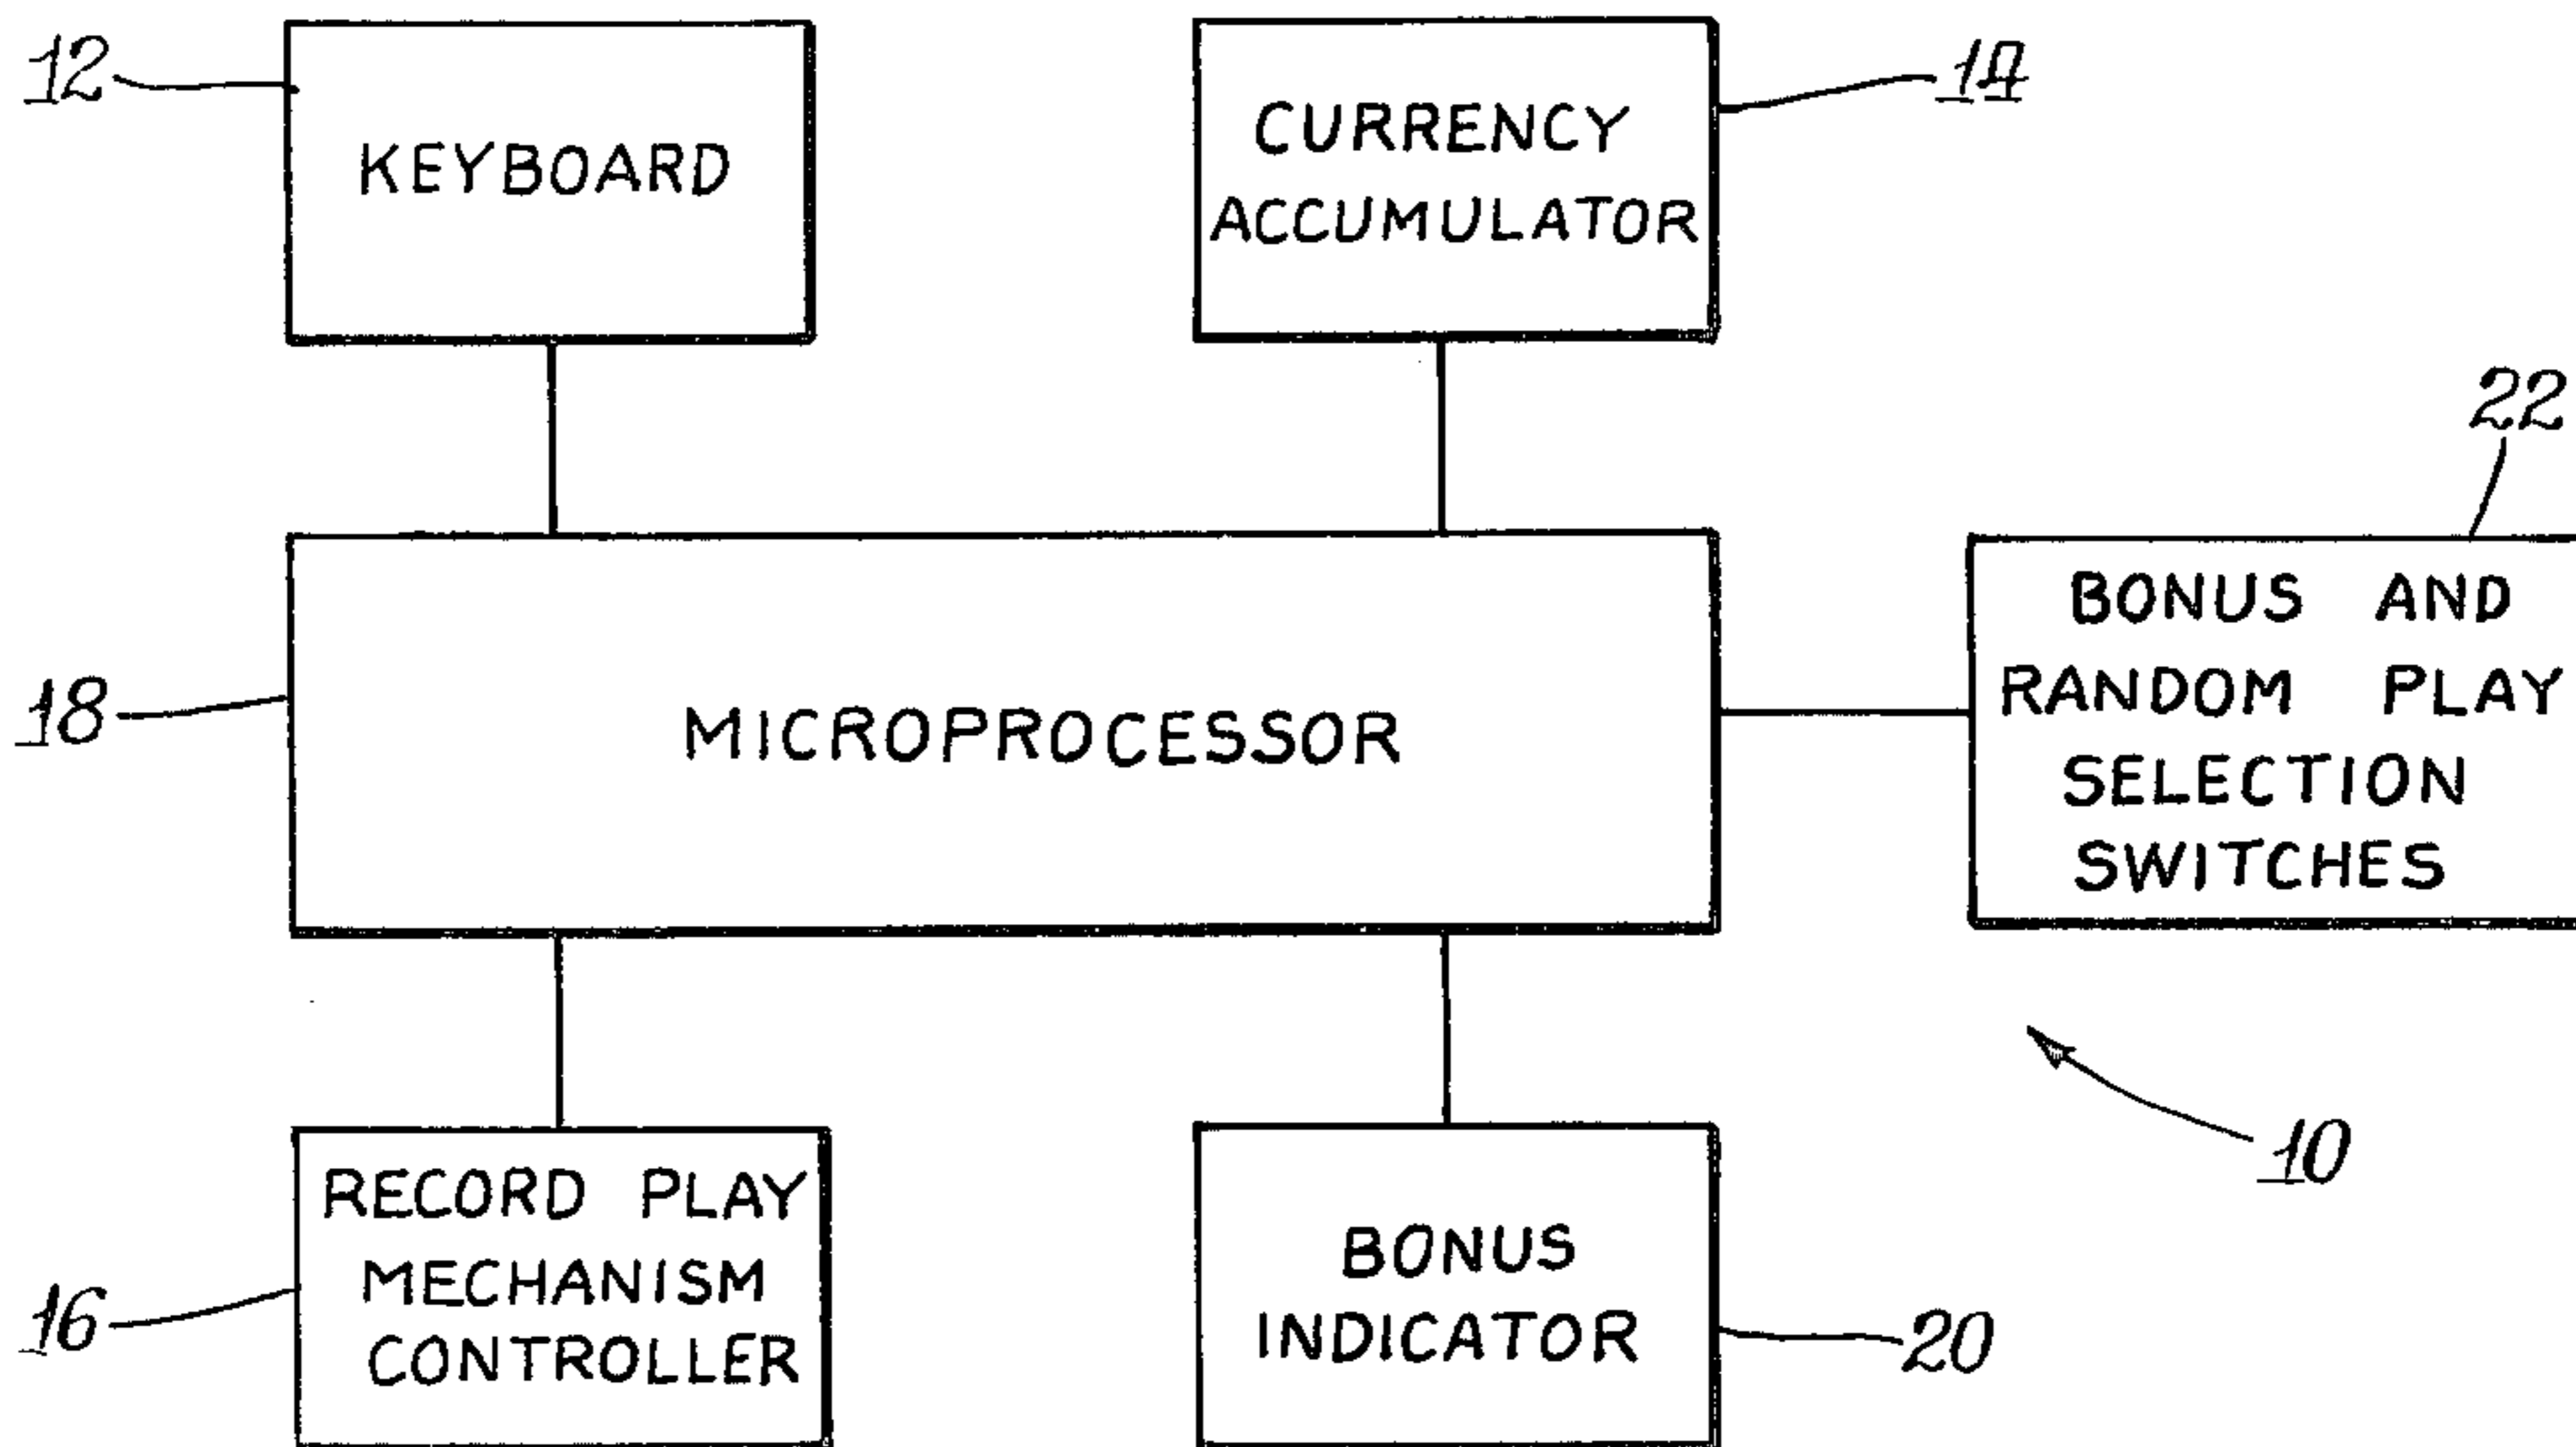 12
KEYBOARD
CURRENCY
ACCUMULATOR
14
22
18
MICROPROCESSOR
BONUS AND
RANDOM PLAY
SELECTION
SWITCHES
10
16
RECORD PLAY
MECHANISM
CONTROLLER
BONUS
INDICATOR
20